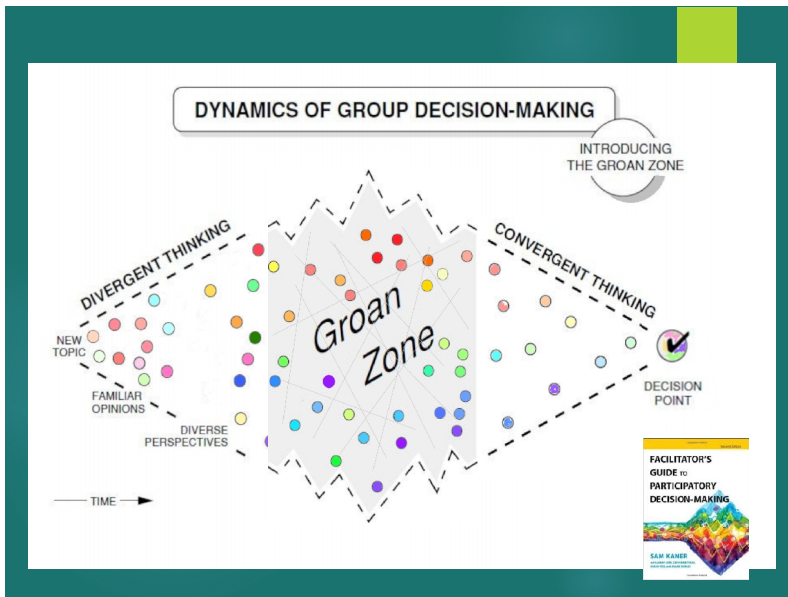 DYNAMICS OF GROUP DECISION-MAKING
INTRODUCING
THE GROAN ZONE
DIVERGENT THINKING
CONVERGENT THINKING
Groan
Zone
NEW
TOPIC
FAMILIAR
OPINIONS
DIVERSE
PERSPECTIVES
DECISION
POINT
TIME
FACILITATOR'S
GUIDE TO
PARTICIPATORY
DECISION-MAKING
SAM KANER